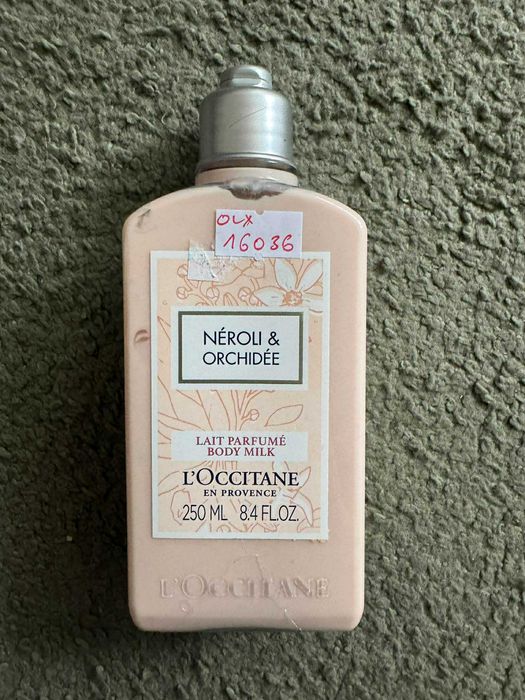 OLX
16036
NÉROLI &
ORCHIDÉE
LAIT PARFUMÉ
BODY MILK
L'OCCITANE
EN PROVENCE
250 ML 8.4 FL.OZ.
L'OCCITANE